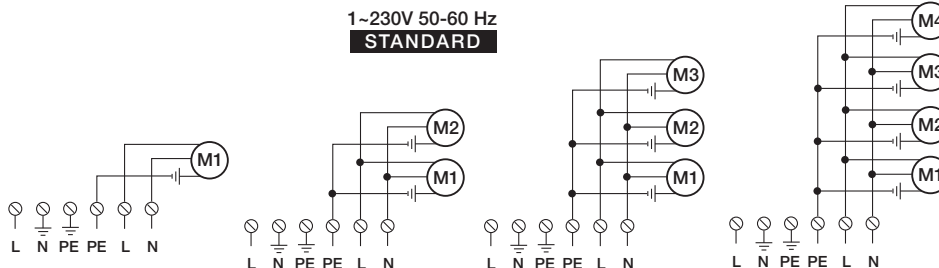 1~230V 50-60 Hz
STANDARD
M1
L N PE PE L N
M2
M1
L N PE PE L N
M3
M2
M1
L N PE PE L N
M4
M3
M2
M1
L N PE PE L N